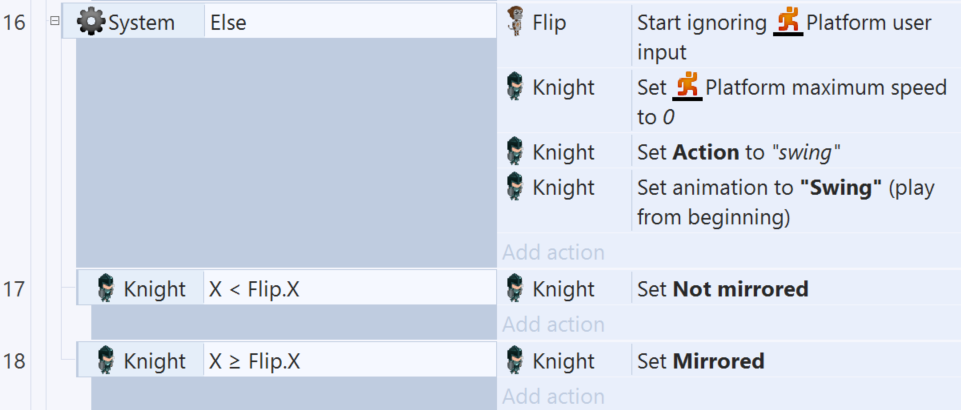 16 System Else Flip Start ignoring Platform user
input
Knight Set Platform maximum speed
to 0
Knight Set Action to "swing"
Knight Set animation to "Swing" (play
from beginning)
Add action
17 Knight X < Flip.X Knight Set Not mirrored
Add action
18 Knight X ≥ Flip.X Knight Set Mirrored
Add action